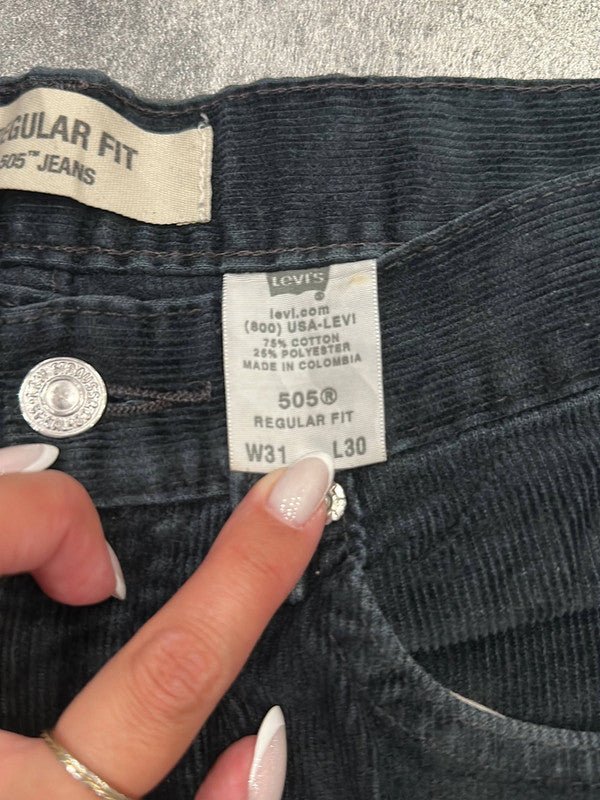 REGULAR FIT
505™ JEANS
Levi's
®
levi.com
(800) USA-LEVI
75% COTTON
25% POLYESTER
MADE IN COLOMBIA
505®
REGULAR FIT
W31 L30